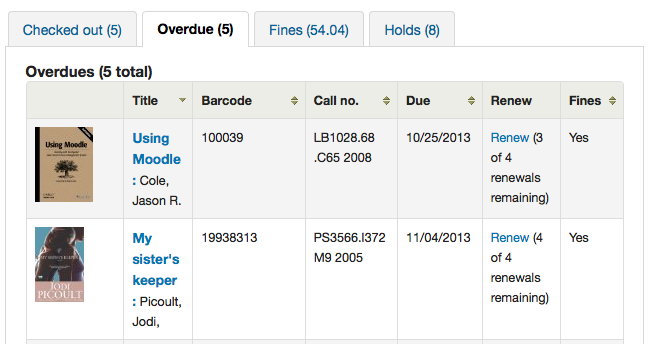 Checked out (5) Overdue (5) Fines (54.04) Holds (8)
Overdues (5 total)
Title Barcode Call no. Due Renew Fines
Using Moodle
Using
Moodle
: Cole,
Jason R.
100039
LB1028.68
.C65 2008
10/25/2013
Renew (3
of 4
renewals
remaining)
Yes
MY SISTER'S KEEPER
JODI
PICOULT
My
sister's
keeper
: Picoult,
Jodi,
19938313
PS3566.I372
M9 2005
11/04/2013
Renew (4
of 4
renewals
remaining)
Yes